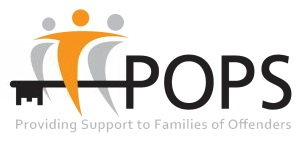 POPS
Providing Support to Families of Offenders